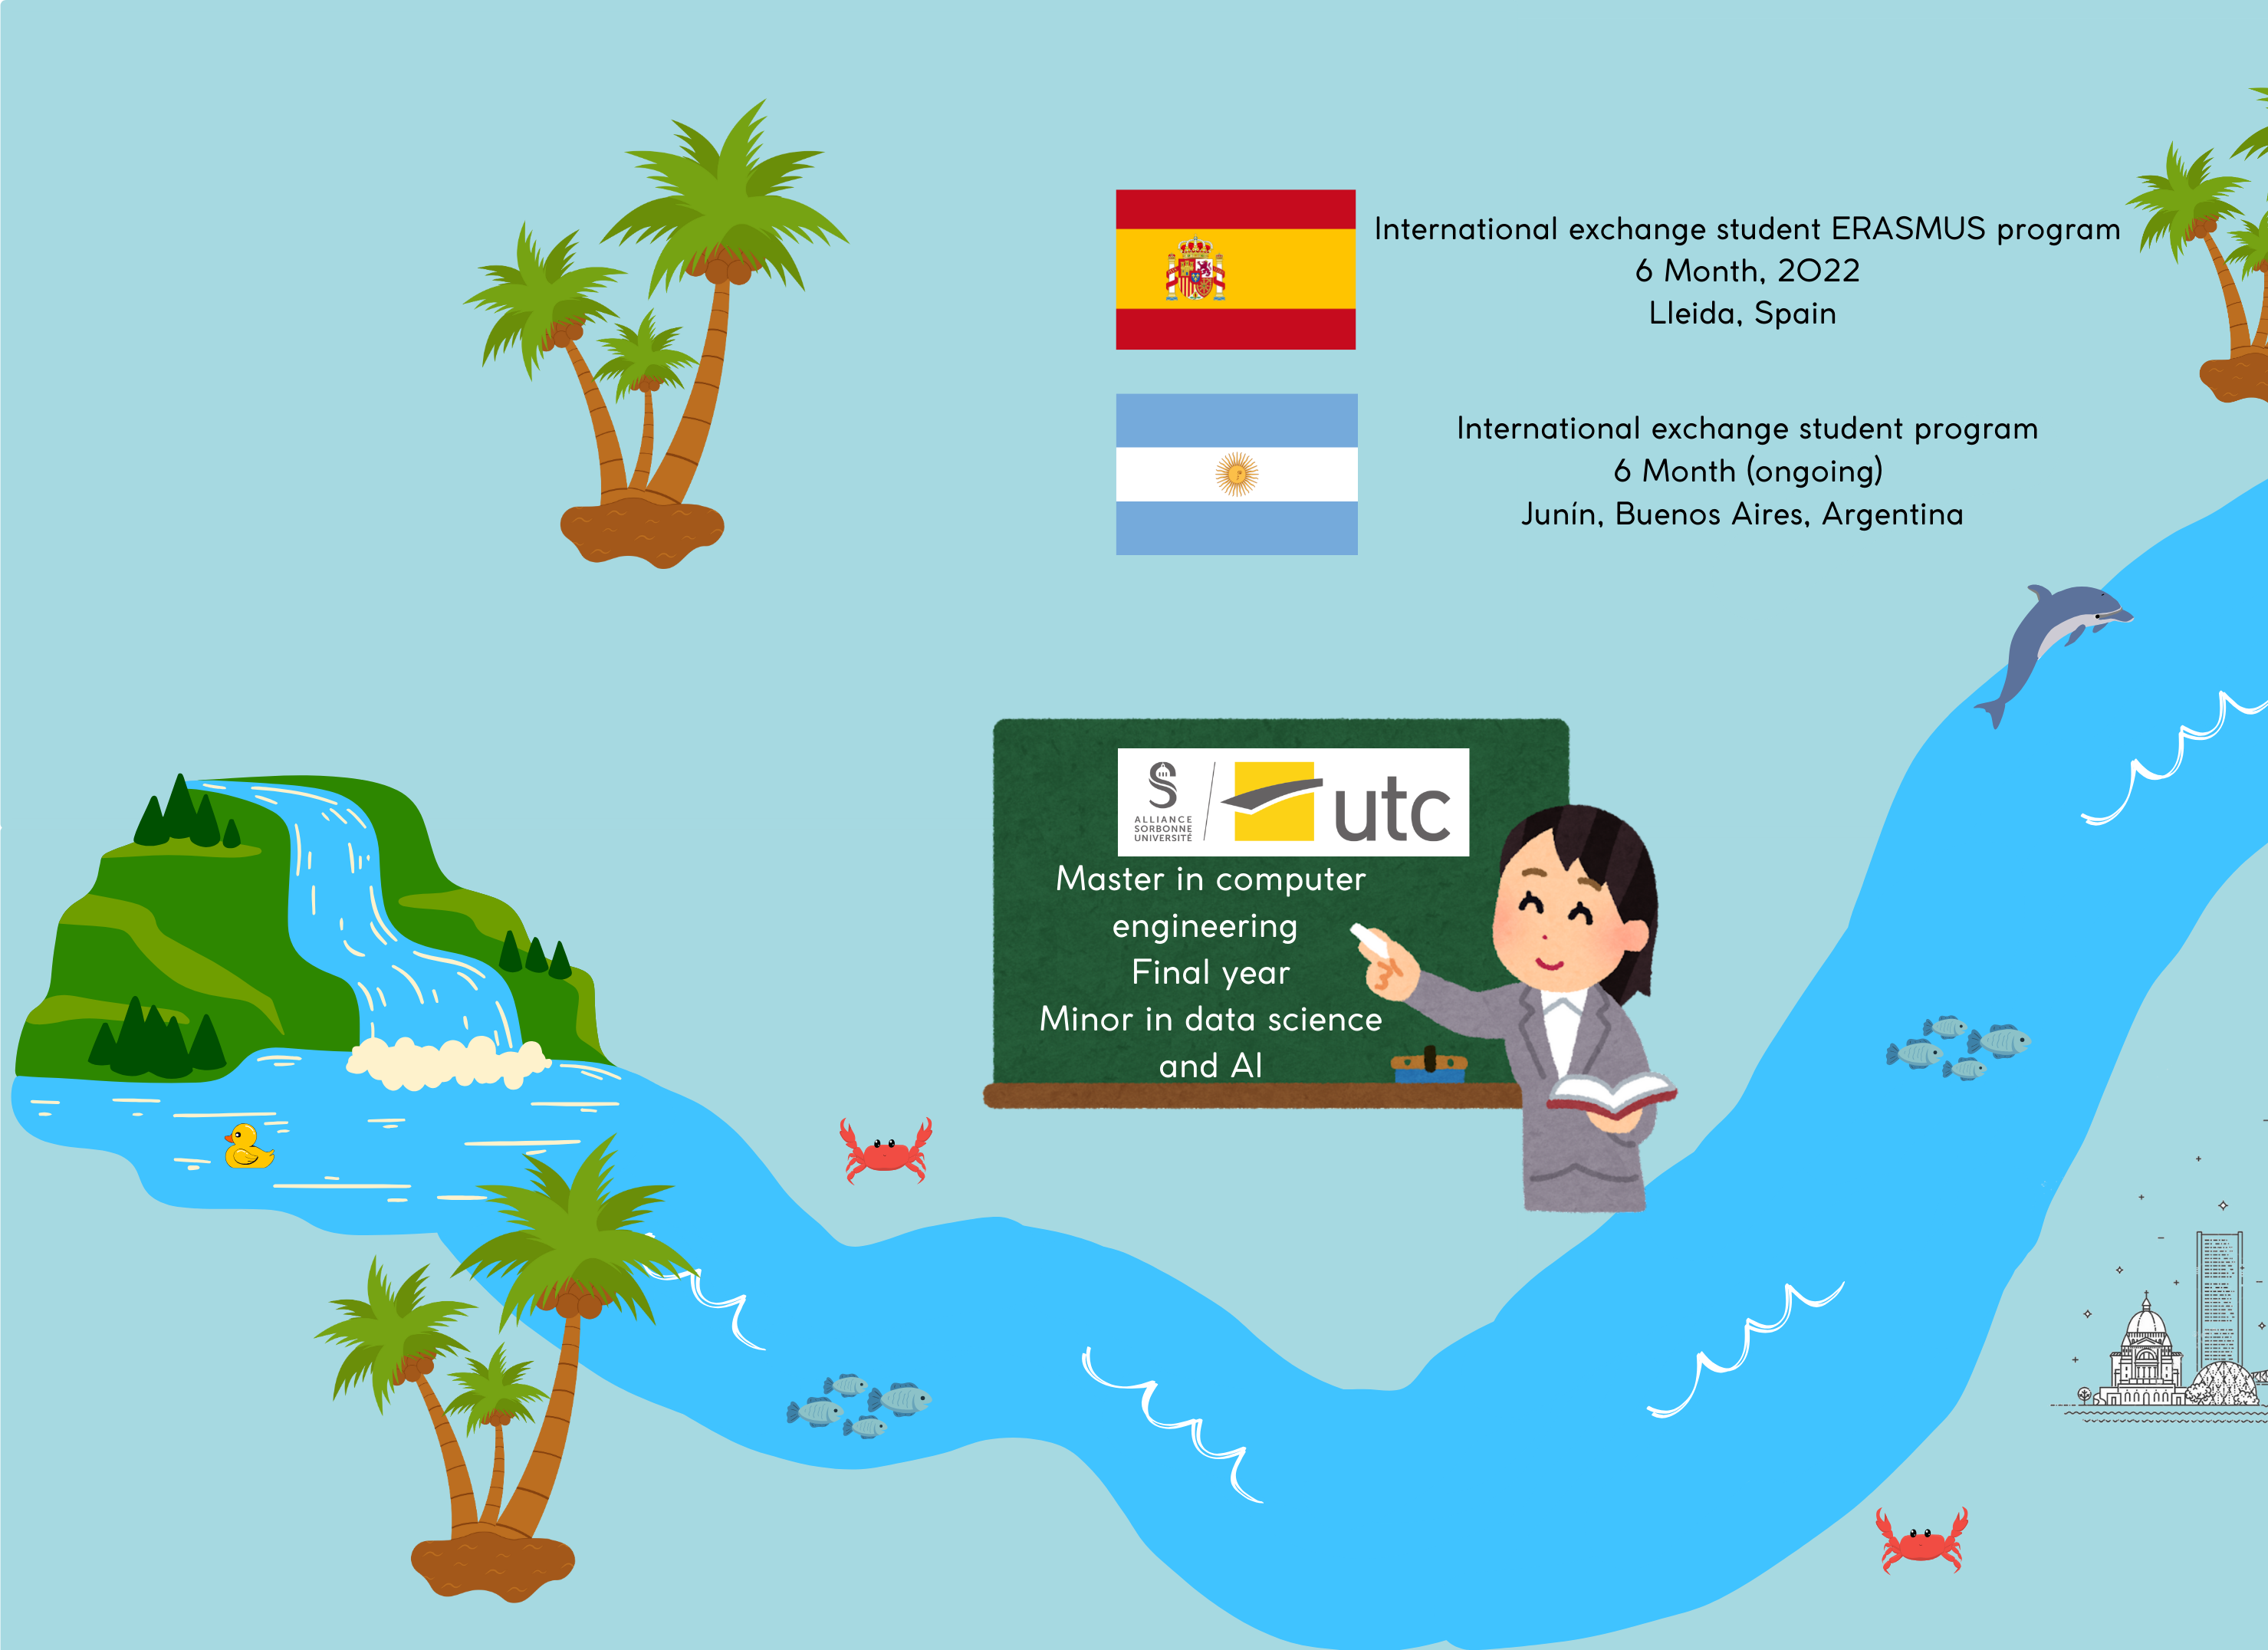 International exchange student ERASMUS program
6 Month, 2022
Lleida, Spain
International exchange student program
6 Month (ongoing)
Junín, Buenos Aires, Argentina
ALLIANCE
SORBONNE
UNIVERSITÉ
utc
Master in computer
engineering
Final year
Minor in data science
and AI